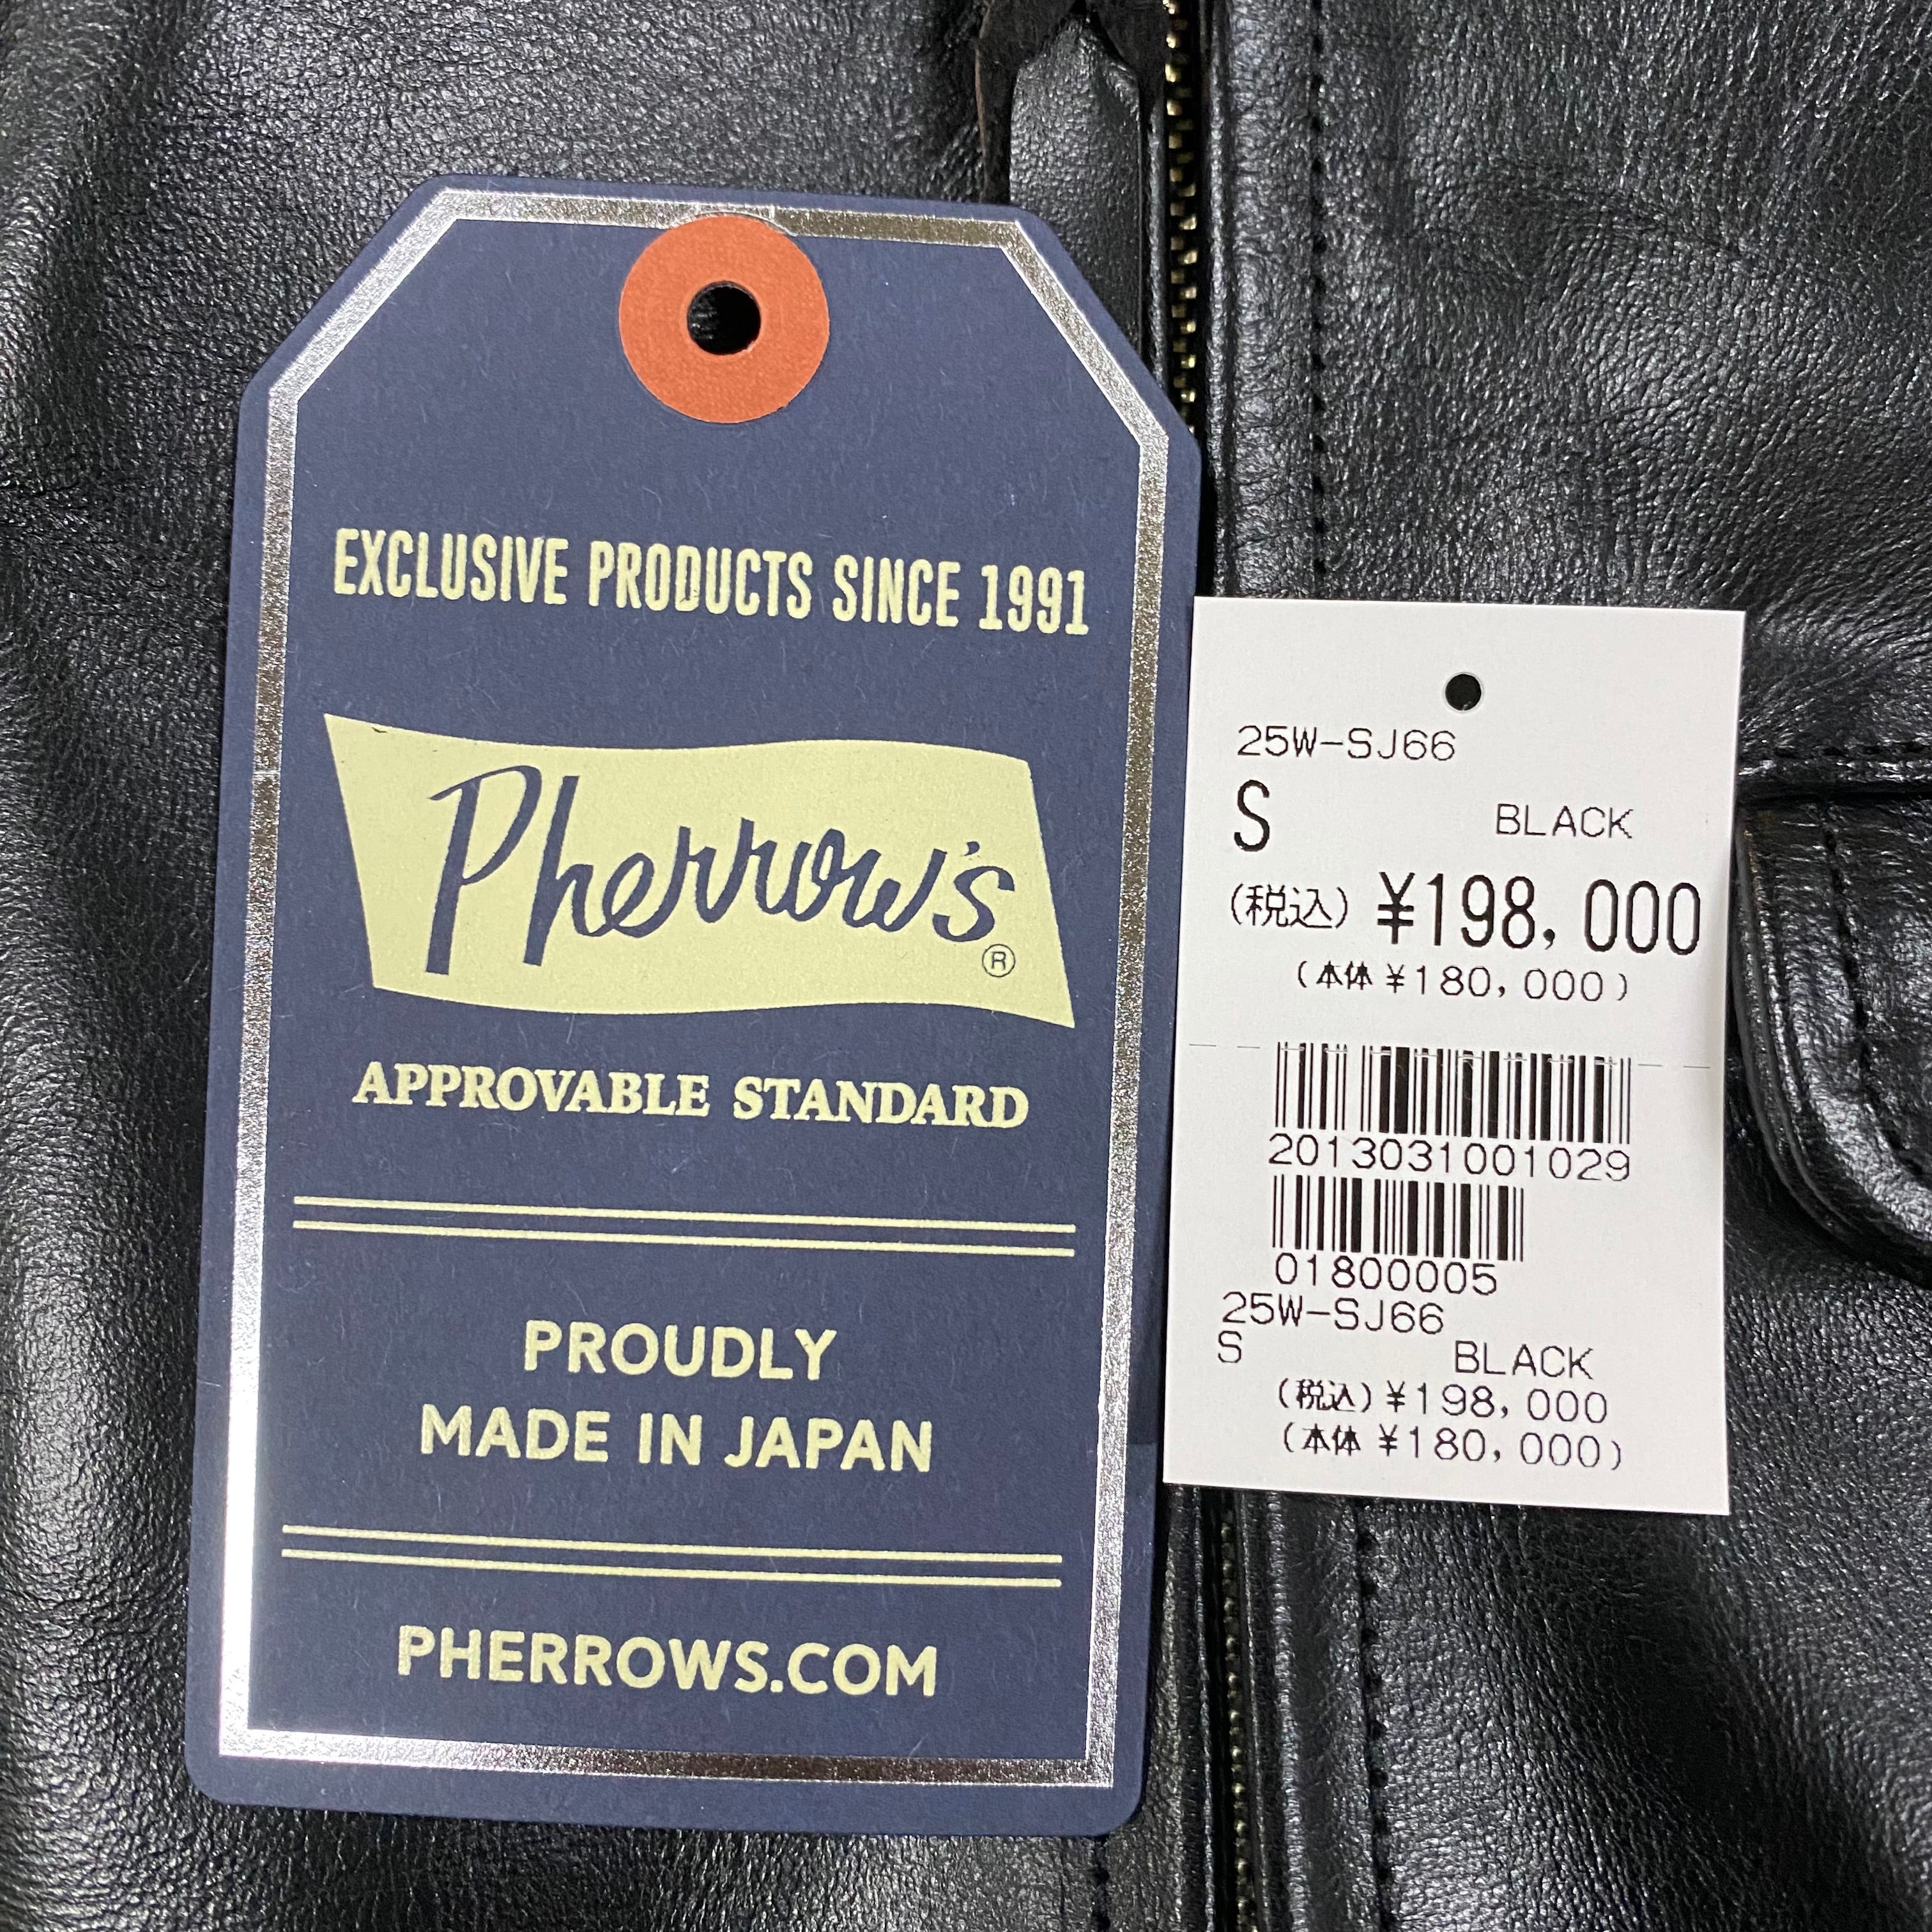 EXCLUSIVE PRODUCTS SINCE 1991
Pherrow's®
APPROVABLE STANDARD
PROUDLY
MADE IN JAPAN
PHERROWS.COM
25W-SJ66
S BLACK
(税込) ¥198,000
(本体 ¥180,000)
2013031001029
01800005
25W-SJ66
S BLACK
(税込) ¥198,000
(本体 ¥180,000)